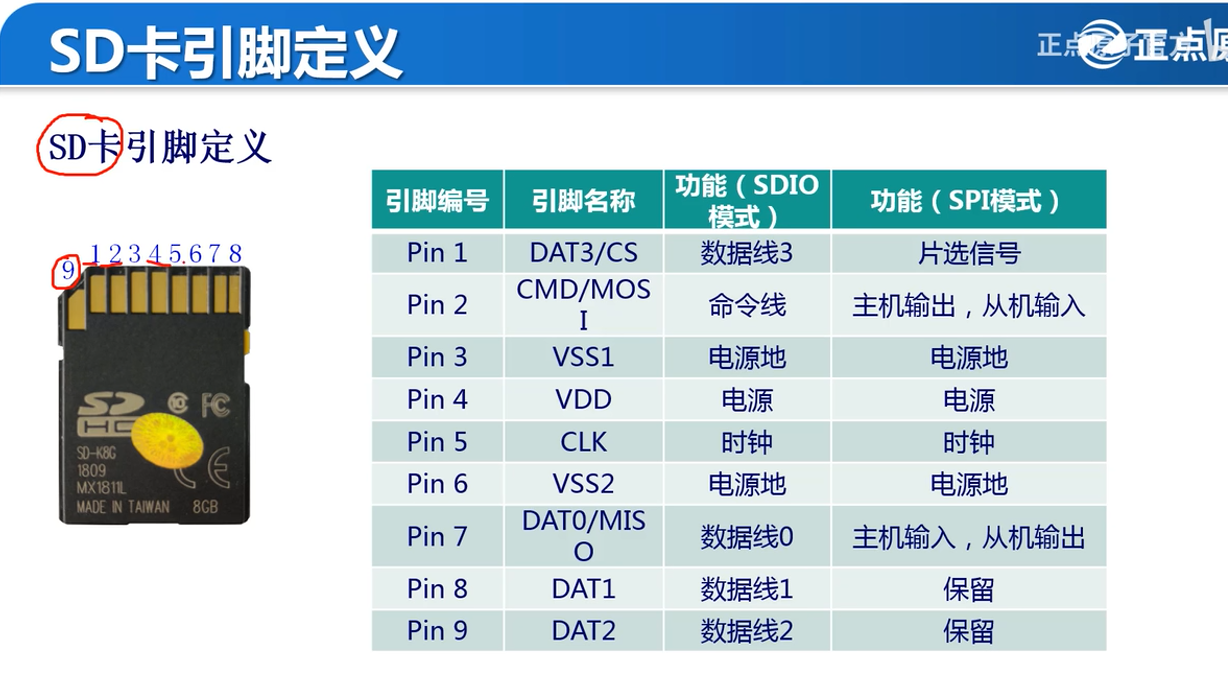 SD卡引脚定义
正点原子官方
正点原
SD卡引脚定义
9 1 2 3 4 5 6 7 8
SD
HC
10
FC
SD-K8G
1809
MX1811L
MADE IN TAIWAN 8GB
CE
引脚编号 引脚名称 功能（SDIO模式） 功能（SPI模式）
Pin 1 DAT3/CS 数据线3 片选信号
Pin 2 CMD/MOSI 命令线 主机输出，从机输入
Pin 3 VSS1 电源地 电源地
Pin 4 VDD 电源 电源
Pin 5 CLK 时钟 时钟
Pin 6 VSS2 电源地 电源地
Pin 7 DAT0/MISO 数据线0 主机输入，从机输出
Pin 8 DAT1 数据线1 保留
Pin 9 DAT2 数据线2 保留